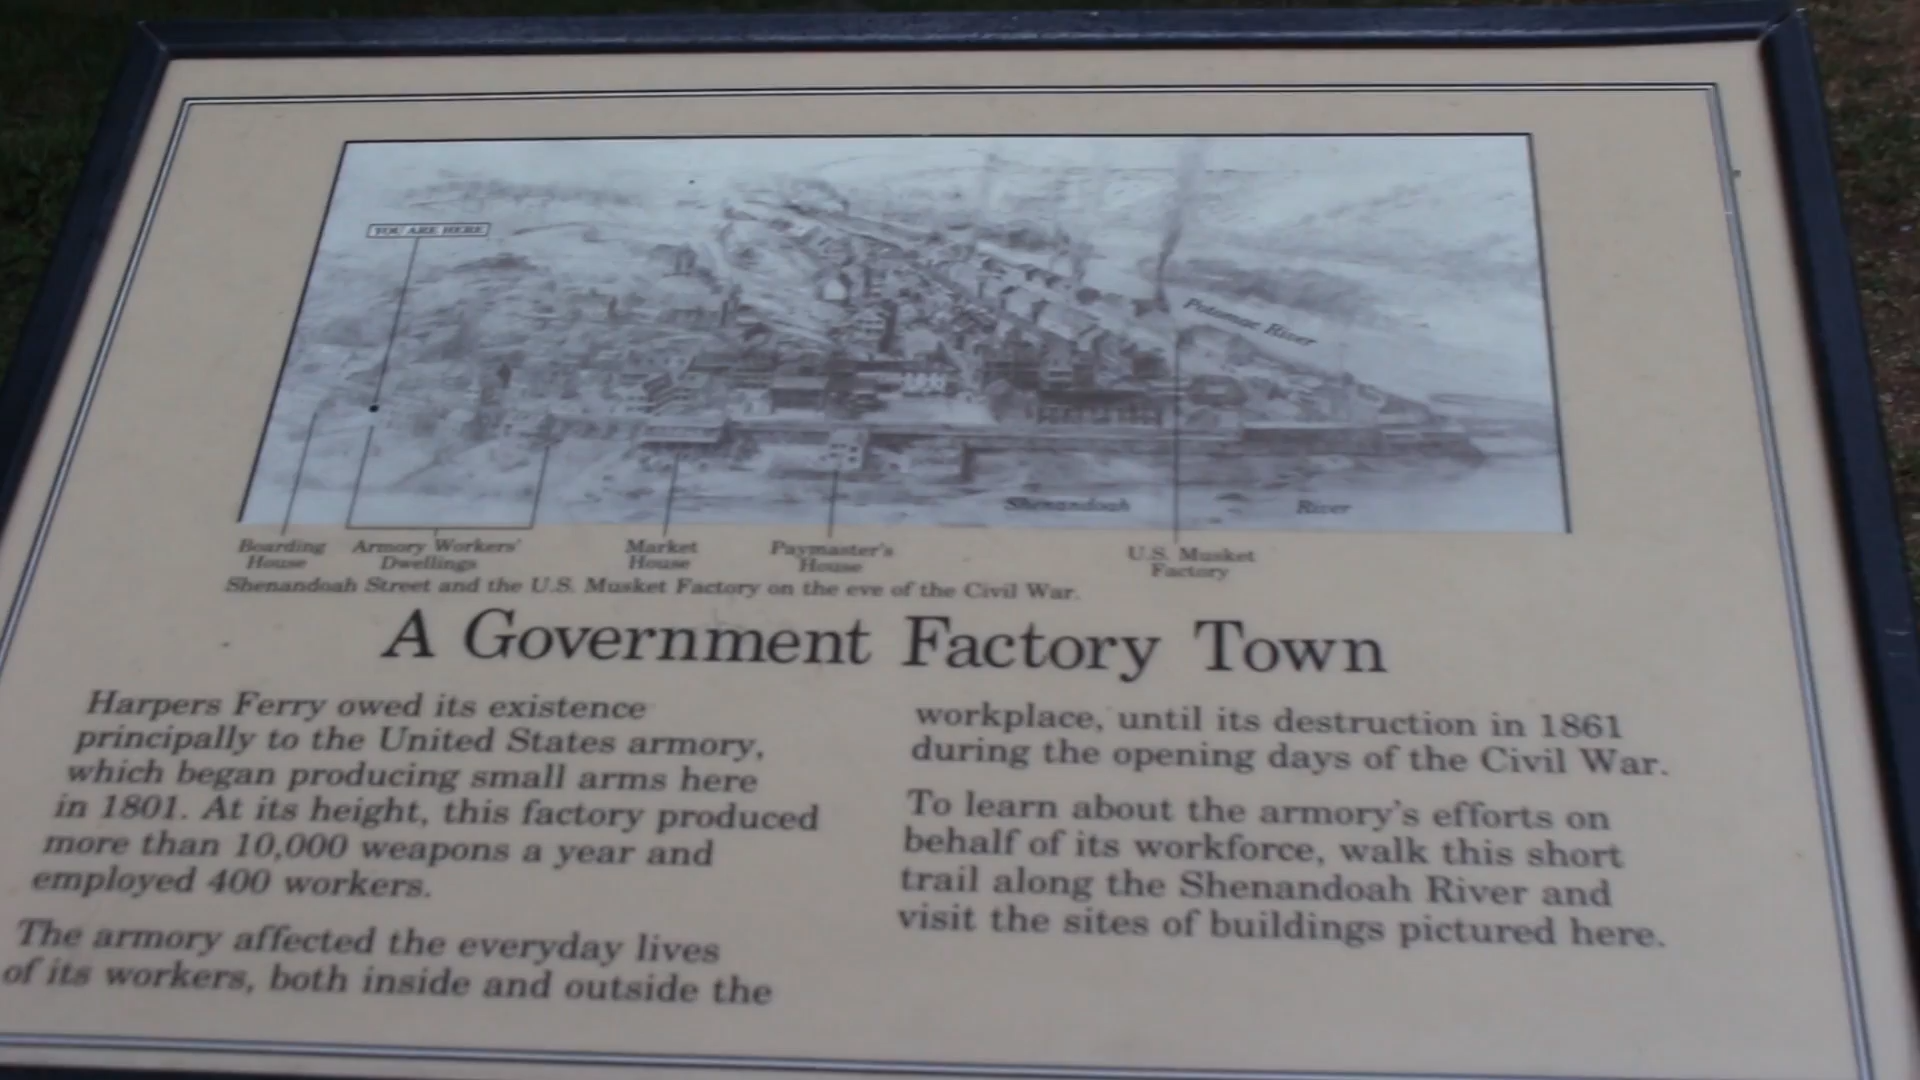 YOU ARE HERE
Potomac River
Shenandoah River
Boarding House
Armory Workers' Dwellings
Market House
Paymaster's House
U.S. Musket Factory
Shenandoah Street and the U.S. Musket Factory on the eve of the Civil War.
A Government Factory Town
Harpers Ferry owed its existence
principally to the United States armory,
which began producing small arms here
in 1801. At its height, this factory produced
more than 10,000 weapons a year and
employed 400 workers.
The armory affected the everyday lives
of its workers, both inside and outside the
workplace, until its destruction in 1861
during the opening days of the Civil War.
To learn about the armory's efforts on
behalf of its workforce, walk this short
trail along the Shenandoah River and
visit the sites of buildings pictured here.